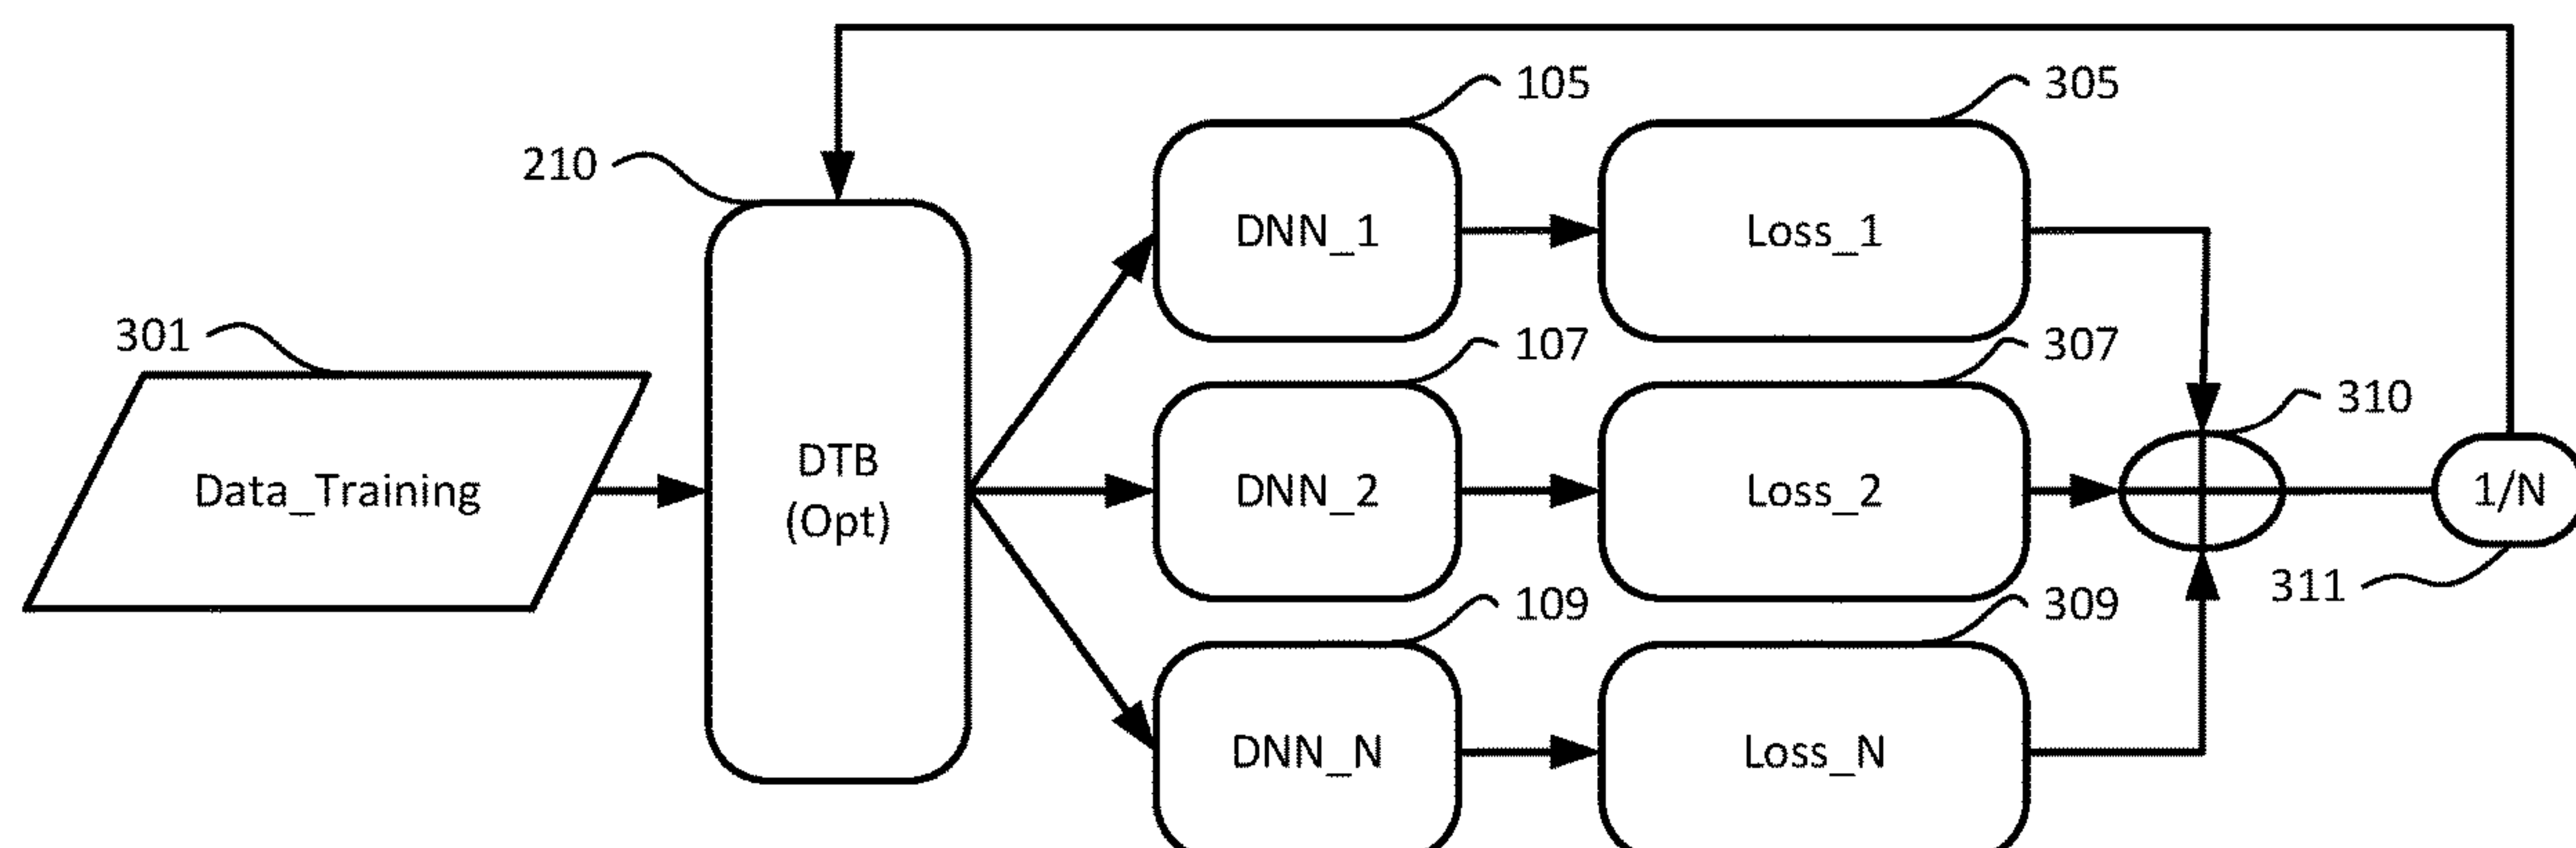 105
305
210
DNN_1
Loss_1
301
107
307
310
Data_Training
DTB
(Opt)
DNN_2
Loss_2
1/N
311
109
309
DNN_N
Loss_N